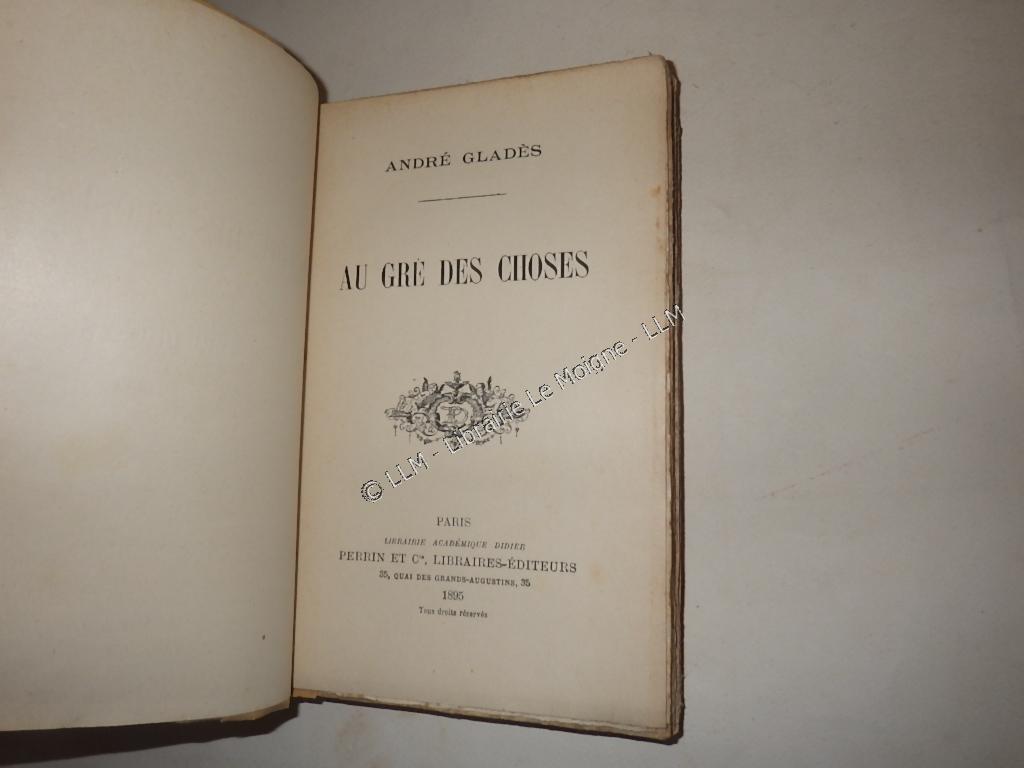 ANDRÉ GLADÈS
AU GRÉ DES CHOSES
© LLM - Librairie Le Moigne - LLM
PARIS
LIBRAIRIE ACADÉMIQUE DIDIER
PERRIN ET Cie, LIBRAIRES-ÉDITEURS
35, QUAI DES GRANDS-AUGUSTINS, 35
1895
Tous droits réservés